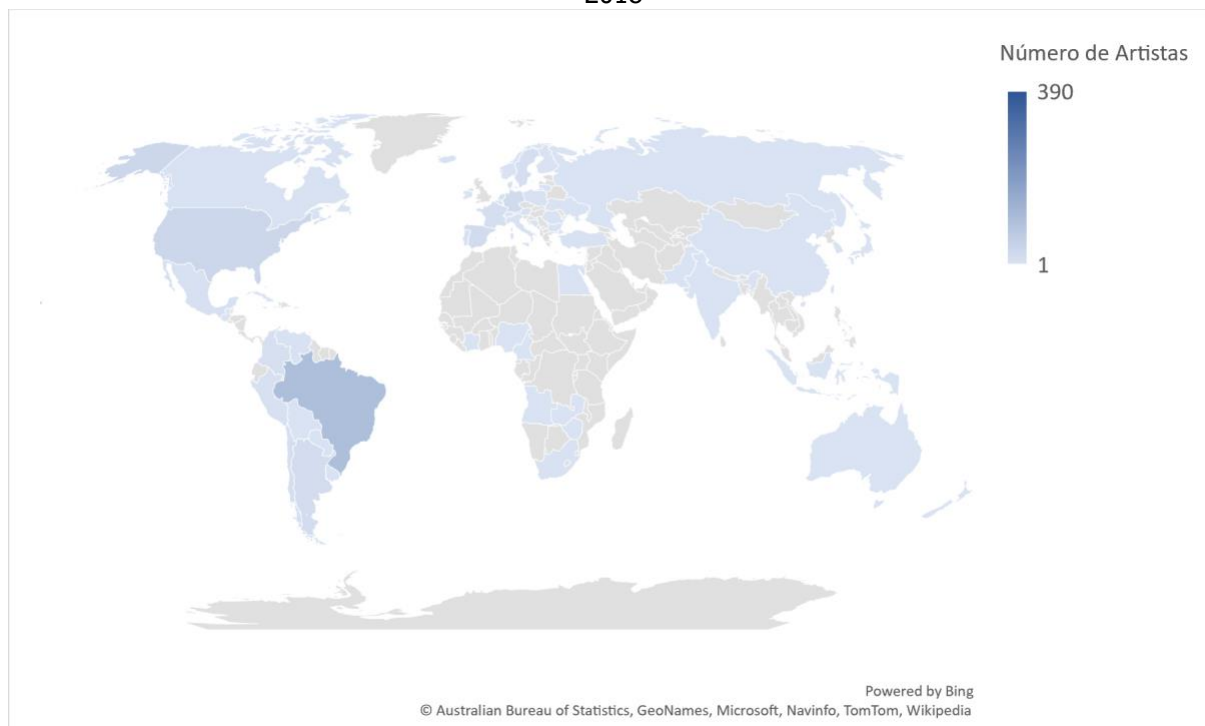 Número de Artistas
390
1
Powered by Bing
© Australian Bureau of Statistics, GeoNames, Microsoft, Navinfo, TomTom, Wikipedia